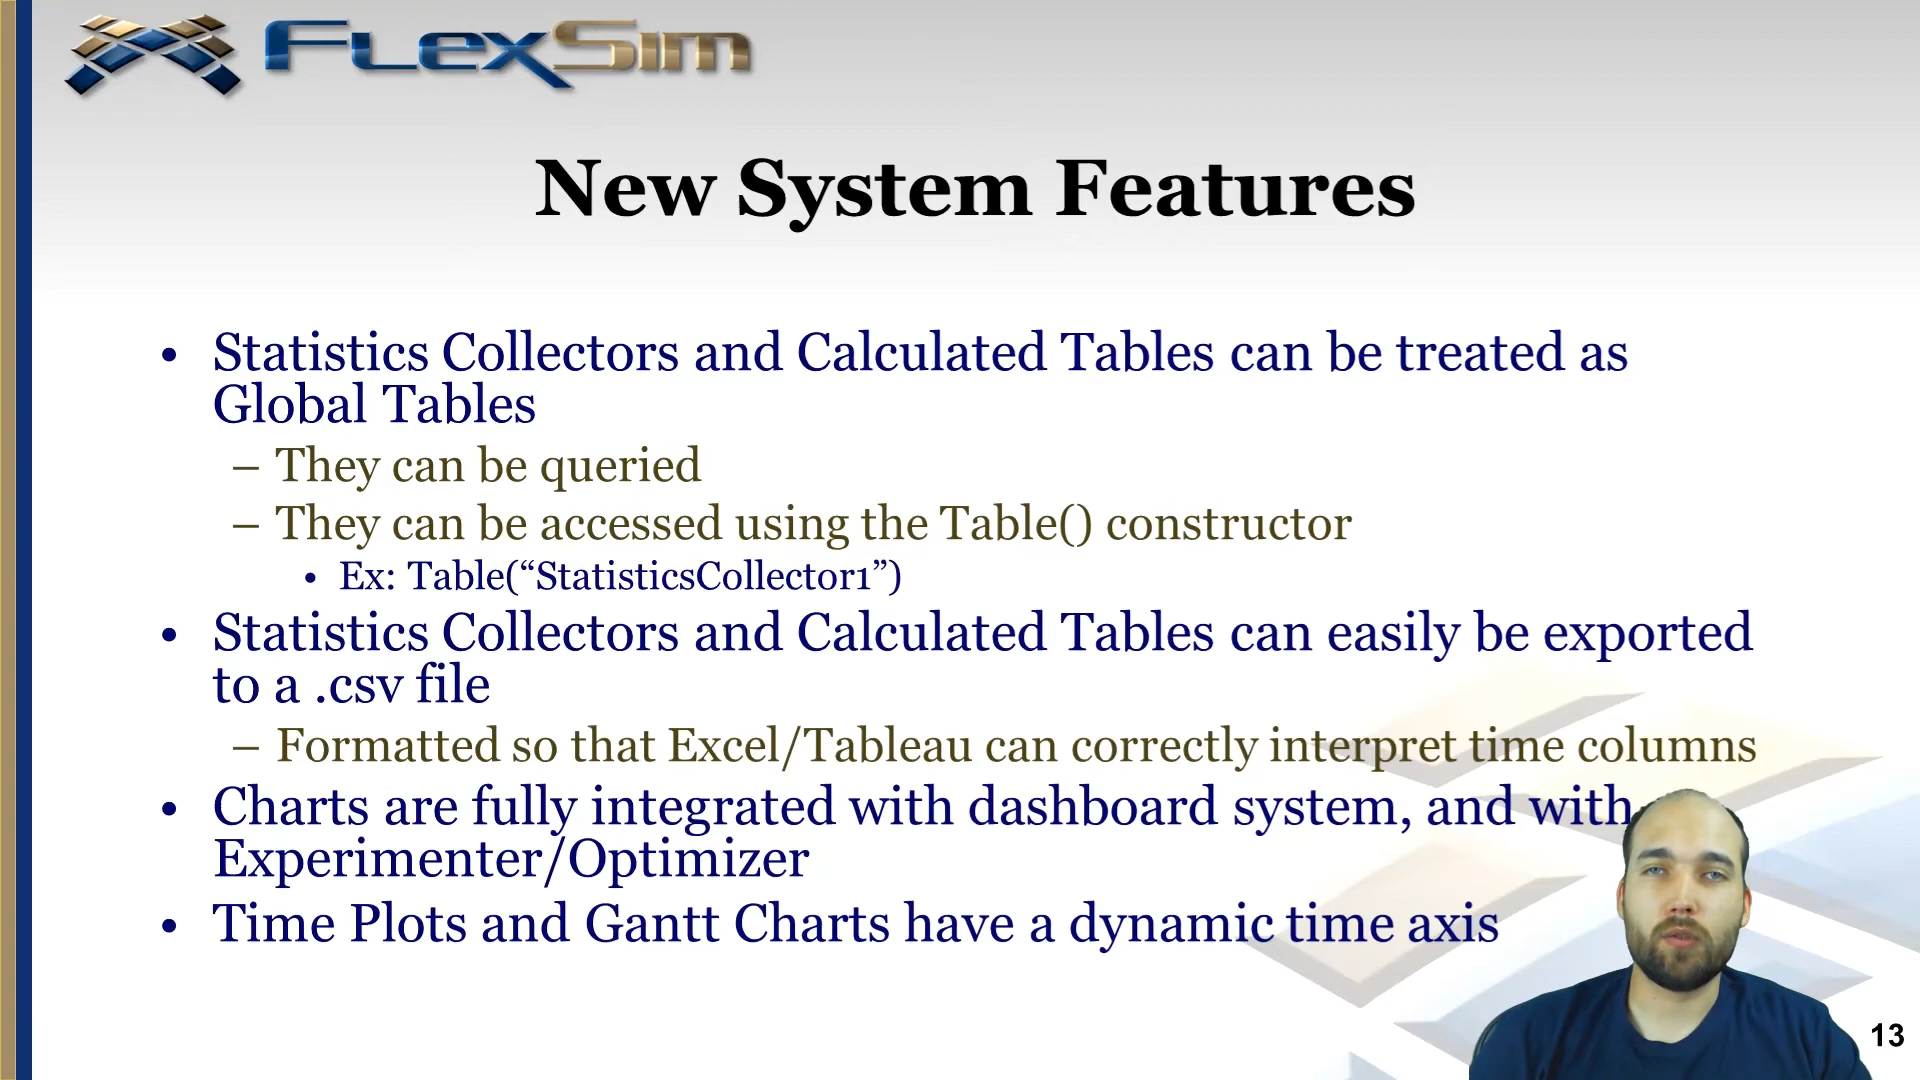 FlexSim
New System Features
• Statistics Collectors and Calculated Tables can be treated as
Global Tables
– They can be queried
– They can be accessed using the Table() constructor
• Ex: Table(“StatisticsCollector1”)
• Statistics Collectors and Calculated Tables can easily be exported
to a .csv file
– Formatted so that Excel/Tableau can correctly interpret time columns
• Charts are fully integrated with dashboard system, and with
Experimenter/Optimizer
• Time Plots and Gantt Charts have a dynamic time axis
13